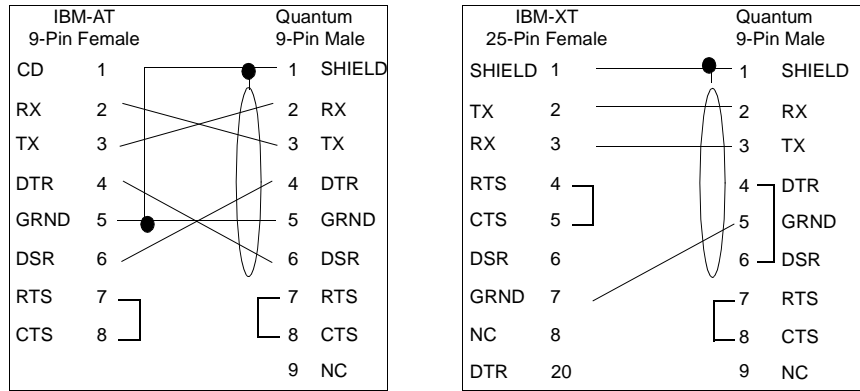 IBM-AT Quantum
9-Pin Female 9-Pin Male
CD 1 1 SHIELD
RX 2 2 RX
TX 3 3 TX
DTR 4 4 DTR
GRND 5 5 GRND
DSR 6 6 DSR
RTS 7 7 RTS
CTS 8 8 CTS
9 NC
IBM-XT Quantum
25-Pin Female 9-Pin Male
SHIELD 1 1 SHIELD
TX 2 2 RX
RX 3 3 TX
RTS 4 4 DTR
CTS 5 5 GRND
DSR 6 6 DSR
GRND 7 7 RTS
NC 8 8 CTS
DTR 20 9 NC